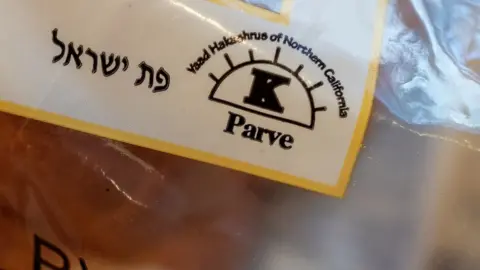 פת ישראל
Vaad Hakashrus of Northern California
K
Parve